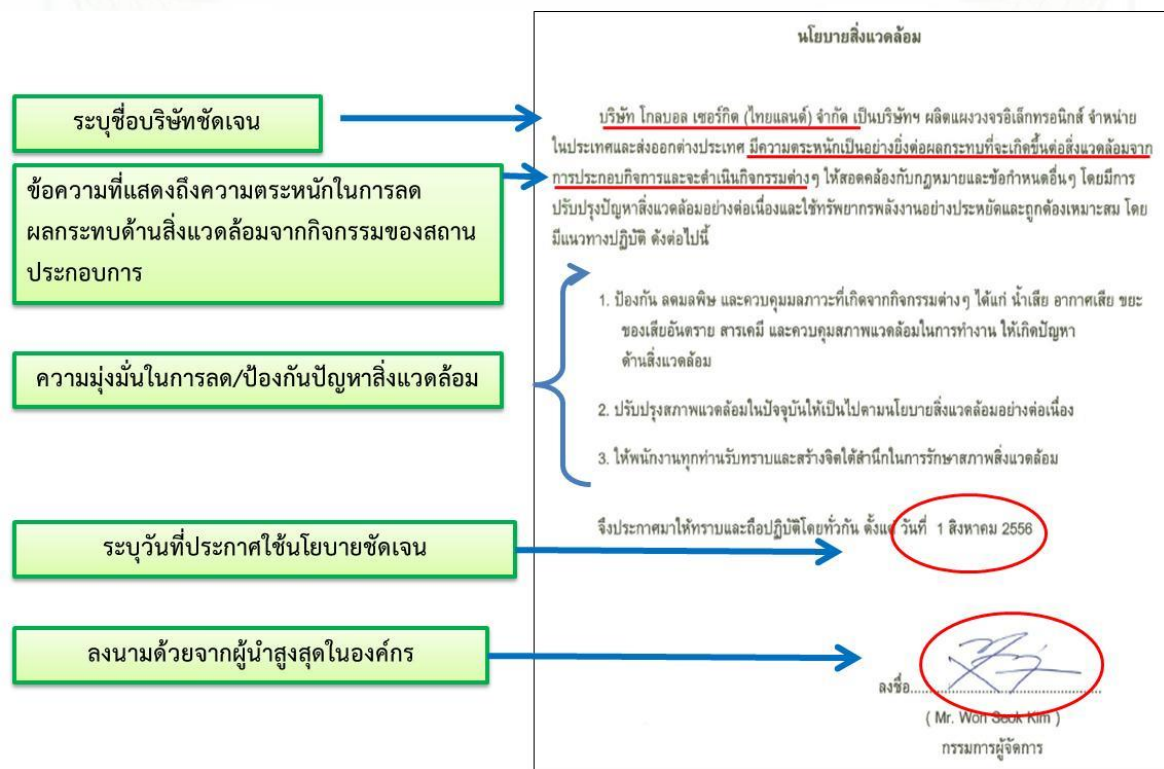 นโยบายสิ่งแวดล้อม
ระบุชื่อบริษัทชัดเจน
ข้อความที่แสดงถึงความตระหนักในการลด
ผลกระทบด้านสิ่งแวดล้อมจากกิจกรรมของสถาน
ประกอบการ
ความมุ่งมั่นในการลด/ป้องกันปัญหาสิ่งแวดล้อม
ระบุวันที่ประกาศใช้นโยบายชัดเจน
ลงนามด้วยจากผู้นำสูงสุดในองค์กร
บริษัท โกลบอล เซอร์กิต (ไทยแลนด์) จำกัด เป็นบริษัทฯ ผลิตแผงวงจรอิเล็กทรอนิกส์ จำหน่าย
ในประเทศและส่งออกต่างประเทศ มีความตระหนักเป็นอย่างยิ่งต่อผลกระทบที่จะเกิดขึ้นต่อสิ่งแวดล้อมจาก
การประกอบกิจการและจะดำเนินกิจกรรมต่างๆ ให้สอดคล้องกับกฎหมายและข้อกำหนดอื่นๆ โดยมีการ
ปรับปรุงปัญหาสิ่งแวดล้อมอย่างต่อเนื่องและใช้ทรัพยากรพลังงานอย่างประหยัดและถูกต้องเหมาะสม โดย
มีแนวทางปฏิบัติ ดังต่อไปนี้
1. ป้องกัน ลดมลพิษ และควบคุมมลภาวะที่เกิดจากกิจกรรมต่างๆ ได้แก่ น้ำเสีย อากาศเสีย ขยะ
ของเสียอันตราย สารเคมี และควบคุมสภาพแวดล้อมในการทำงาน ให้เกิดปัญหา
ด้านสิ่งแวดล้อม
2. ปรับปรุงสภาพแวดล้อมในปัจจุบันให้เป็นไปตามนโยบายสิ่งแวดล้อมอย่างต่อเนื่อง
3. ให้พนักงานทุกท่านรับทราบและสร้างจิตใต้สำนึกในการรักษาสภาพสิ่งแวดล้อม
จึงประกาศมาให้ทราบและถือปฏิบัติโดยทั่วกัน ตั้งแต่ วันที่ 1 สิงหาคม 2556
ลงชื่อ
( Mr. Won Seok Kim )
กรรมการผู้จัดการ